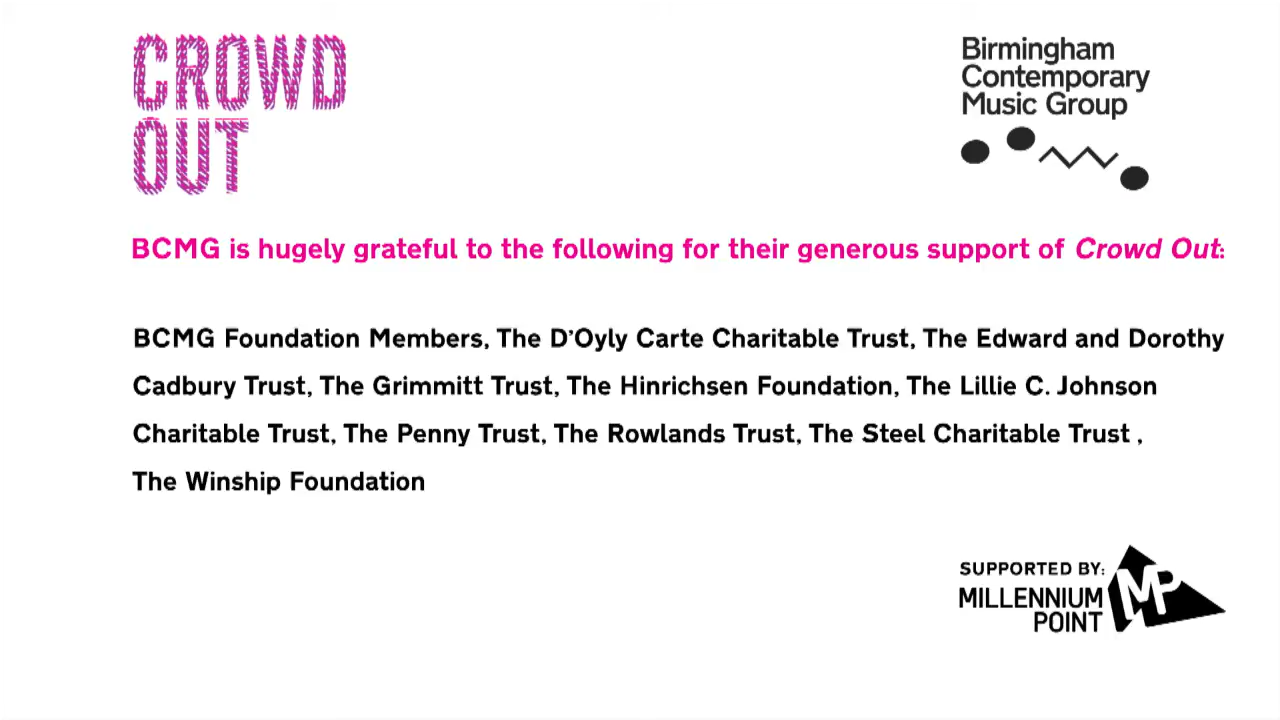 CROWD
OUT
Birmingham
Contemporary
Music Group
BCMG is hugely grateful to the following for their generous support of Crowd Out:
BCMG Foundation Members, The D'Oyly Carte Charitable Trust, The Edward and Dorothy
Cadbury Trust, The Grimmitt Trust, The Hinrichsen Foundation, The Lillie C. Johnson
Charitable Trust, The Penny Trust, The Rowlands Trust, The Steel Charitable Trust ,
The Winship Foundation
SUPPORTED BY:
MILLENNIUM
POINT
MP